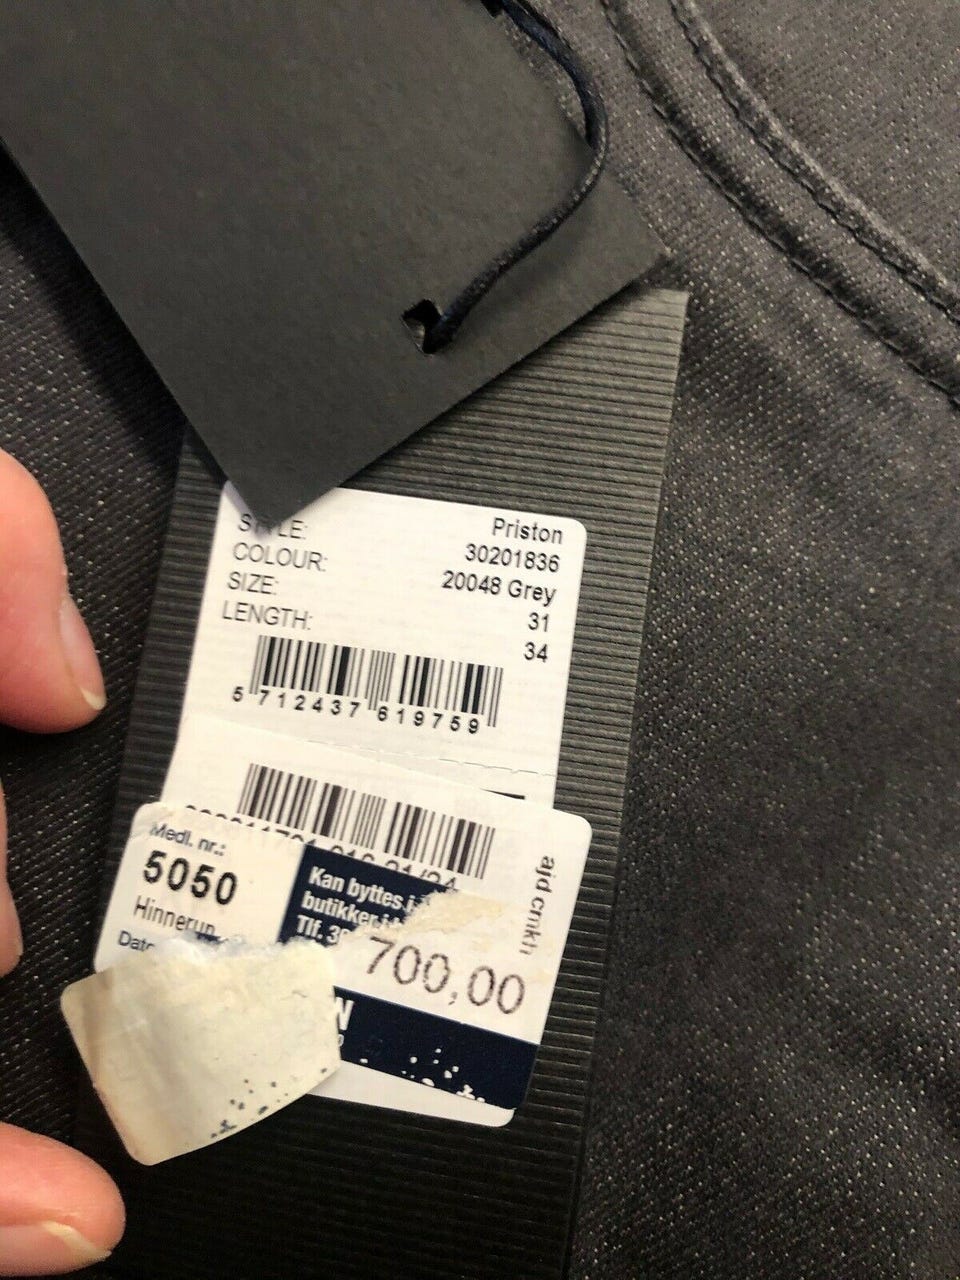 Priston
STYLE: 30201836
COLOUR: 20048 Grey
SIZE: 31
LENGTH: 34
5 712437 619759
Medl. nr.:
5050
Hinnerup
Kan byttes i
butikker i
Tlf. 3
700,00